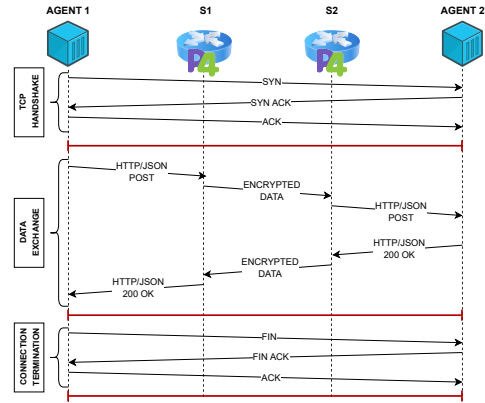 AGENT 1
S1
S2
AGENT 2
P4
P4
TCP
HANDSHAKE
SYN
SYN ACK
ACK
DATA
EXCHANGE
HTTP/JSON
POST
ENCRYPTED
DATA
HTTP/JSON
POST
HTTP/JSON
200 OK
ENCRYPTED
DATA
HTTP/JSON
200 OK
CONNECTION
TERMINATION
FIN
FIN ACK
ACK